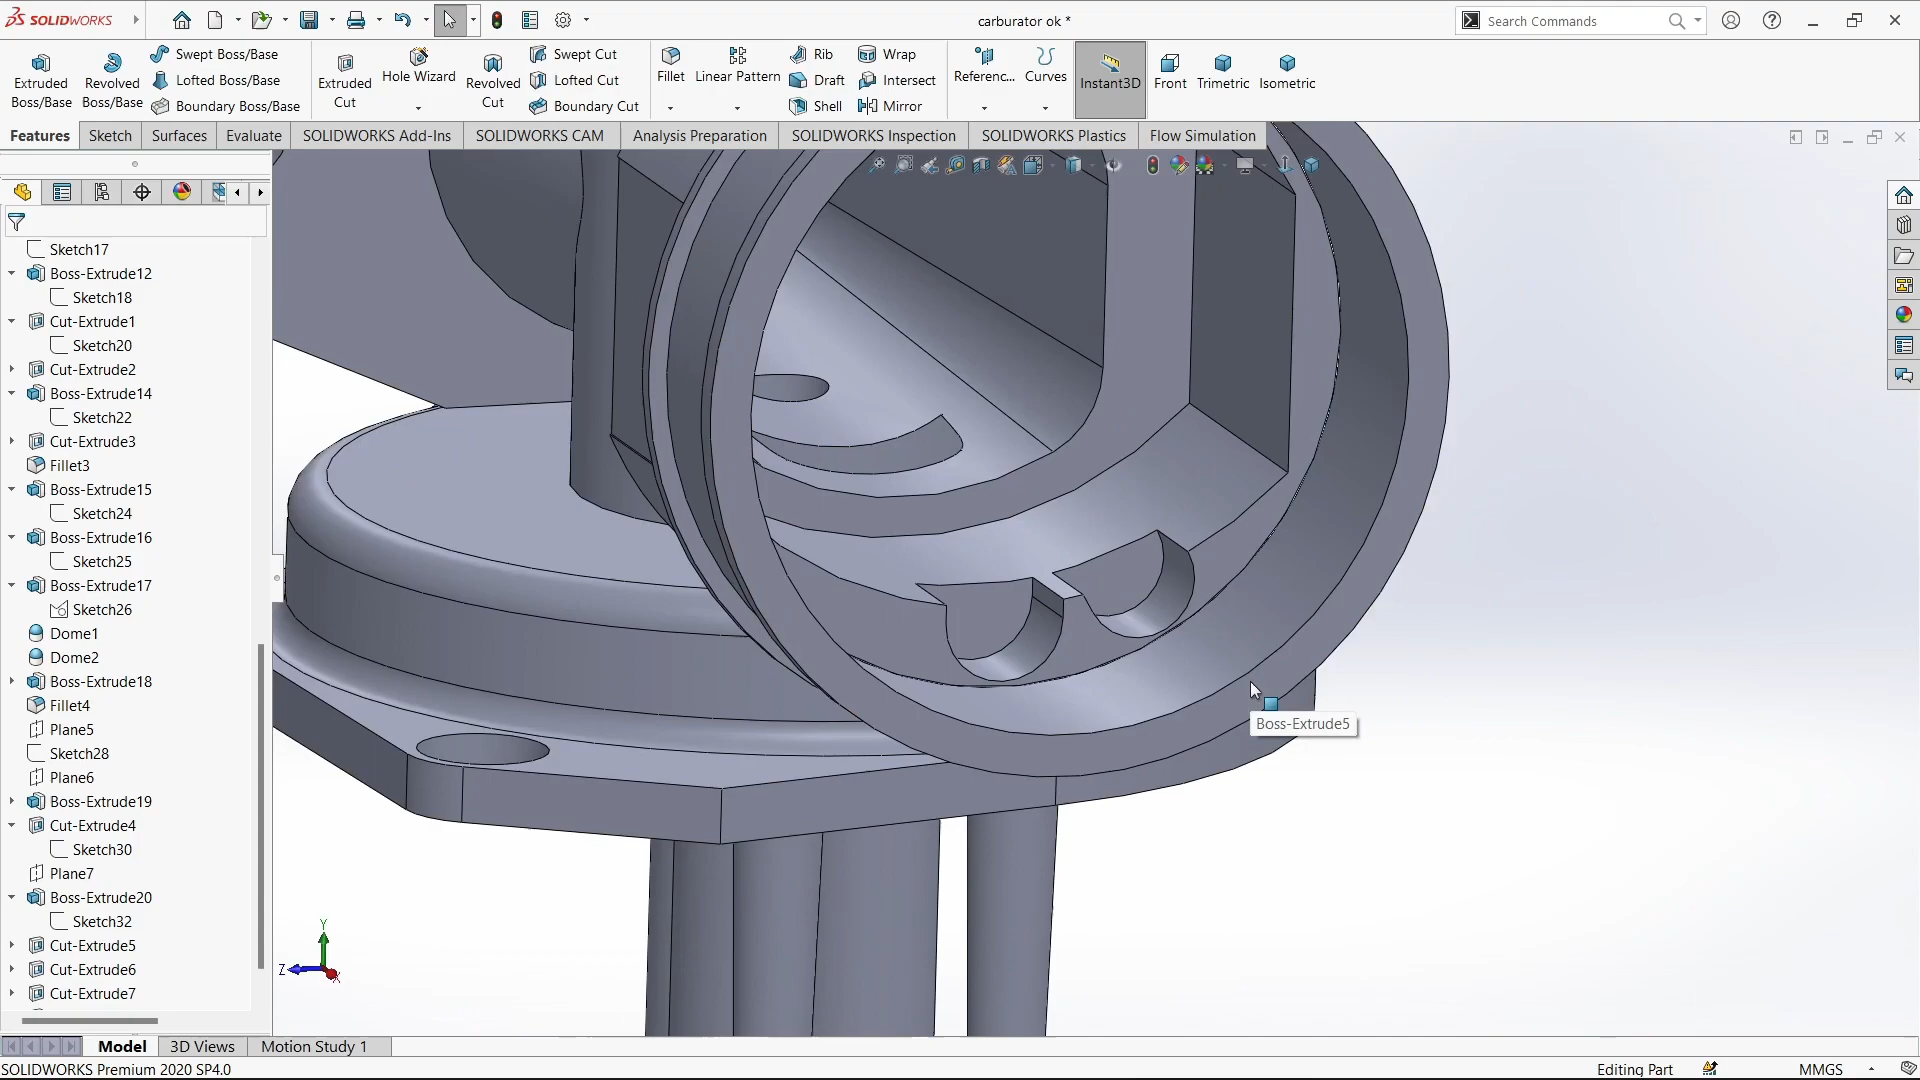 SOLIDWORKS
carburator ok *
Search Commands
Extruded Boss/Base
Revolved Boss/Base
Swept Boss/Base
Lofted Boss/Base
Boundary Boss/Base
Extruded Cut
Hole Wizard
Revolved Cut
Swept Cut
Lofted Cut
Boundary Cut
Fillet
Linear Pattern
Rib
Draft
Shell
Wrap
Intersect
Mirror
Referenc...
Curves
Instant3D
Front
Trimetric
Isometric
Features
Sketch
Surfaces
Evaluate
SOLIDWORKS Add-Ins
SOLIDWORKS CAM
Analysis Preparation
SOLIDWORKS Inspection
SOLIDWORKS Plastics
Flow Simulation
Sketch17
Boss-Extrude12
Sketch18
Cut-Extrude1
Sketch20
Cut-Extrude2
Boss-Extrude14
Sketch22
Cut-Extrude3
Fillet3
Boss-Extrude15
Sketch24
Boss-Extrude16
Sketch25
Boss-Extrude17
Sketch26
Dome1
Dome2
Boss-Extrude18
Fillet4
Plane5
Sketch28
Plane6
Boss-Extrude19
Cut-Extrude4
Sketch30
Plane7
Boss-Extrude20
Sketch32
Cut-Extrude5
Cut-Extrude6
Cut-Extrude7
Boss-Extrude5
Y
Z
X
Model
3D Views
Motion Study 1
SOLIDWORKS Premium 2020 SP4.0
Editing Part
MMGS